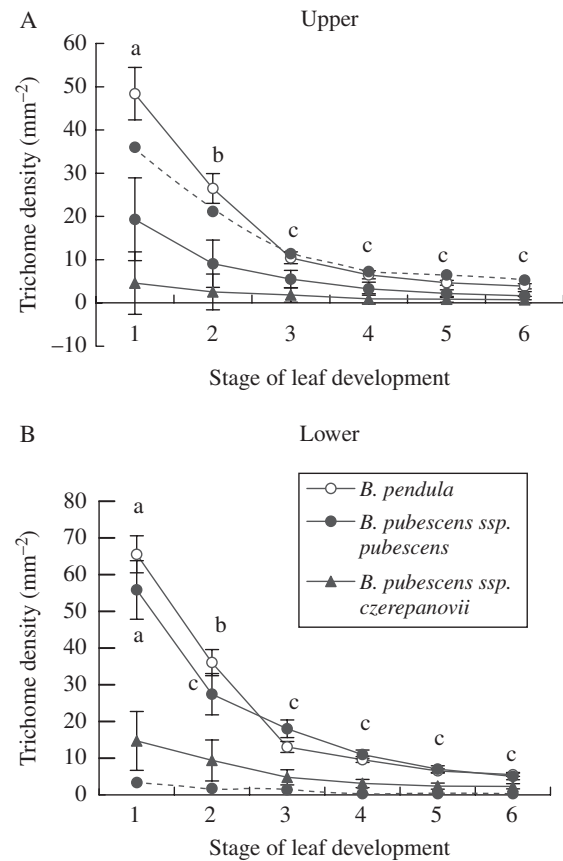 A
Upper
Trichome density (mm⁻²)
60
50
40
30
20
10
0
–10
a
b
c
c
c
c
1 2 3 4 5 6
Stage of leaf development
B
Lower
Trichome density (mm⁻²)
80
70
60
50
40
30
20
10
0
a
a
b
c
c
c
c
c
B. pendula
B. pubescens ssp.
pubescens
B. pubescens ssp.
czerepanovii
1 2 3 4 5 6
Stage of leaf development